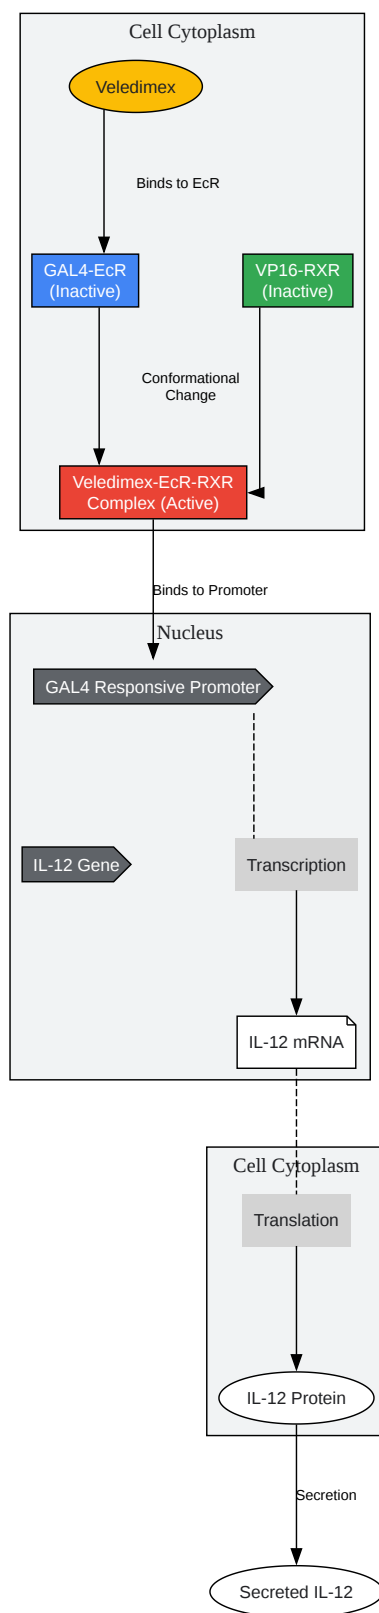 Cell Cytoplasm
Veledimex
Binds to EcR
GAL4-EcR
(Inactive)
VP16-RXR
(Inactive)
Conformational
Change
Veledimex-EcR-RXR
Complex (Active)
Binds to Promoter
Nucleus
GAL4 Responsive Promoter
IL-12 Gene
Transcription
IL-12 mRNA
Cell Cytoplasm
Translation
IL-12 Protein
Secretion
Secreted IL-12